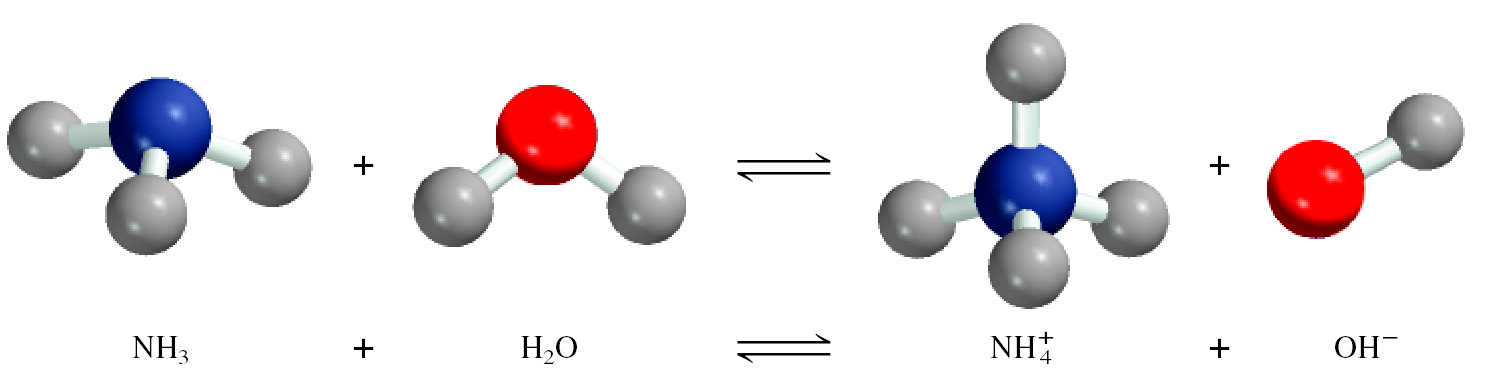 + ⇌ +
NH₃ + H₂O ⇌ NH₄⁺ + OH⁻